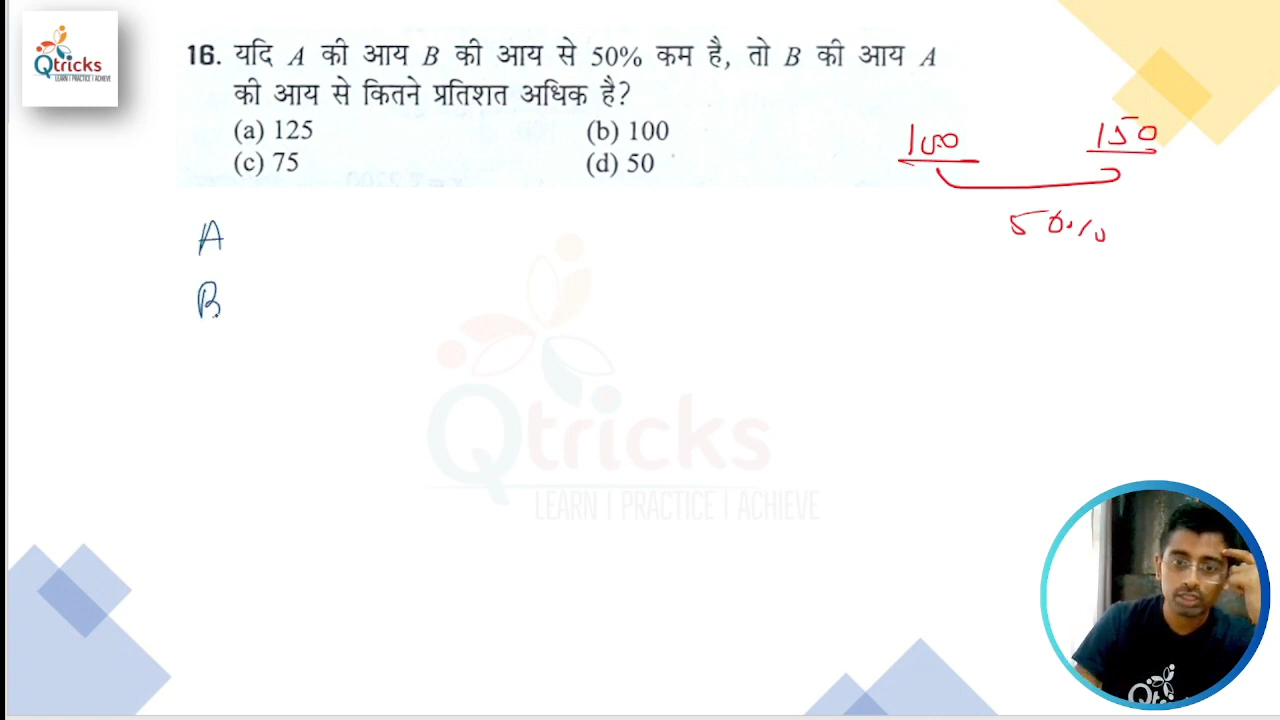 Qtricks
LEARN | PRACTICE | ACHIEVE
16. यदि A की आय B की आय से 50% कम है, तो B की आय A
की आय से कितने प्रतिशत अधिक है?
(a) 125 (b) 100
(c) 75 (d) 50
100 150
50%
A
B
Qtricks
LEARN | PRACTICE | ACHIEVE